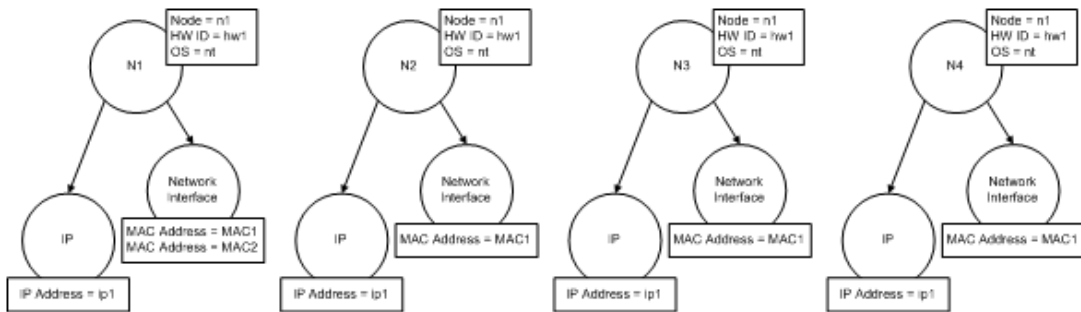 Node = n1
HW ID = hw1
OS = nt
N1
Network
Interface
MAC Address = MAC1
MAC Address = MAC2
IP
IP Address = ip1
Node = n1
HW ID = hw1
OS = nt
N2
Network
Interface
MAC Address = MAC1
IP
IP Address = ip1
Node = n1
HW ID = hw1
OS = nt
N3
Network
Interface
MAC Address = MAC1
IP
IP Address = ip1
Node = n1
HW ID = hw1
OS = nt
N4
Network
Interface
MAC Address = MAC1
IP
IP Address = ip1